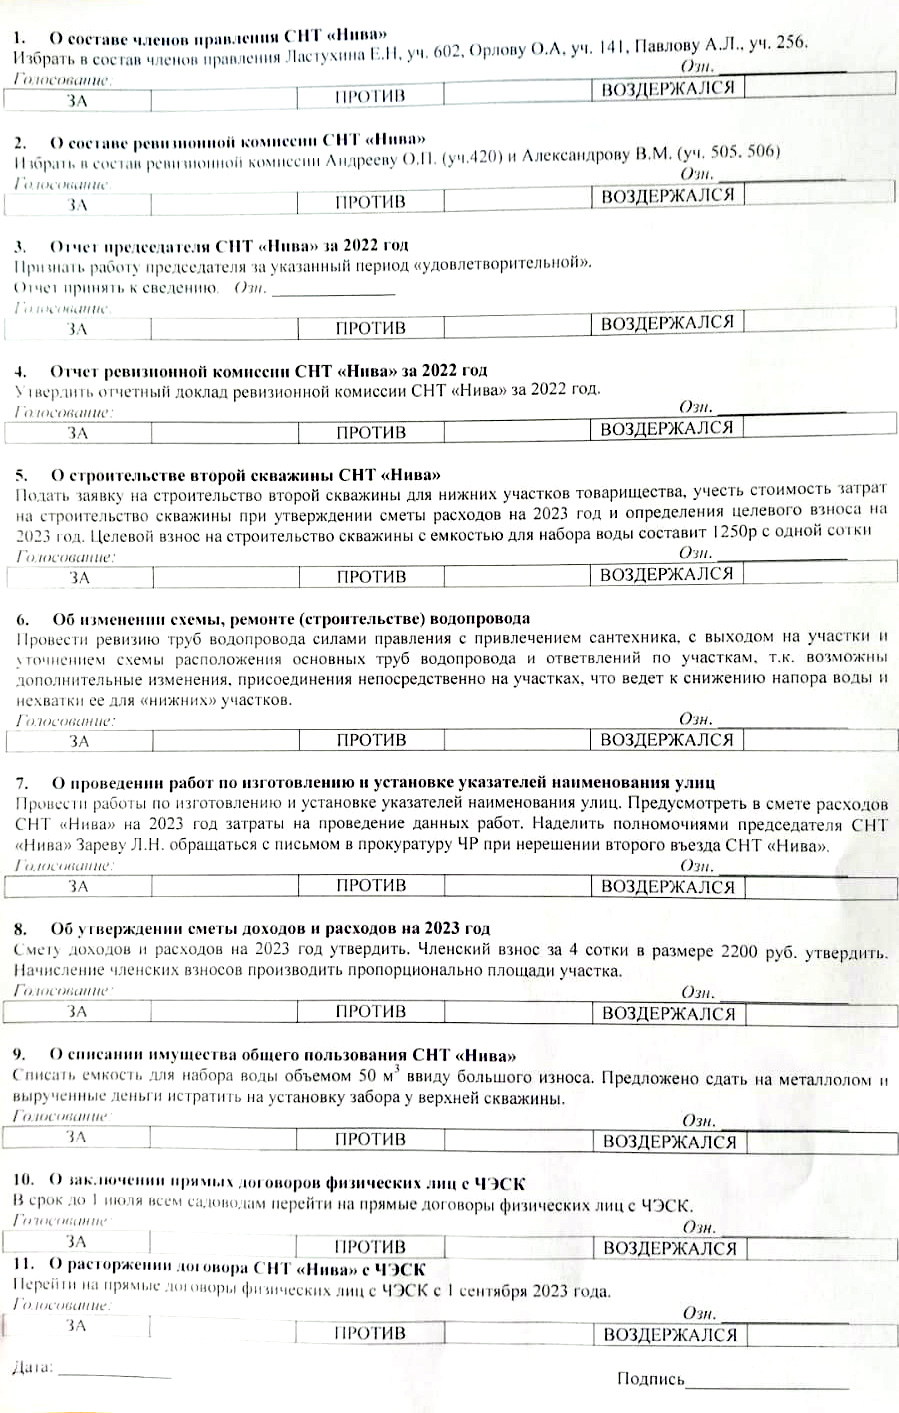 1. О составе членов правления СНТ «Нива»
Избрать в состав членов правления Ластухина Е.Н, уч. 602, Орлову О.А, уч. 141, Павлову А.Л., уч. 256.
Голосование: Озн. ____________
ЗА ПРОТИВ ВОЗДЕРЖАЛСЯ
2. О составе ревизионной комиссии СНТ «Нива»
Избрать в состав ревизионной комиссии Андрееву О.П. (уч.420) и Александрову В.М. (уч. 505. 506)
Голосование Озн. ____________
ЗА ПРОТИВ ВОЗДЕРЖАЛСЯ
3. Отчет председателя СНТ «Нива» за 2022 год
Признать работу председателя за указанный период «удовлетворительной».
Отчет принять к сведению. Озн. ____________
Голосование
ЗА ПРОТИВ ВОЗДЕРЖАЛСЯ
4. Отчет ревизионной комиссии СНТ «Нива» за 2022 год
Утвердить отчетный доклад ревизионной комиссии СНТ «Нива» за 2022 год.
Голосование: Озн. ____________
ЗА ПРОТИВ ВОЗДЕРЖАЛСЯ
5. О строительстве второй скважины СНТ «Нива»
Подать заявку на строительство второй скважины для нижних участков товарищества, учесть стоимость затрат
на строительство скважины при утверждении сметы расходов на 2023 год и определения целевого взноса на
2023 год. Целевой взнос на строительство скважины с емкостью для набора воды составит 1250р с одной сотки
Голосование: Озн. ____________
ЗА ПРОТИВ ВОЗДЕРЖАЛСЯ
6. Об изменении схемы, ремонте (строительстве) водопровода
Провести ревизию труб водопровода силами правления с привлечением сантехника, с выходом на участки и
уточнением схемы расположения основных труб водопровода и ответвлений по участкам, т.к. возможны
дополнительные изменения, присоединения непосредственно на участках, что ведет к снижению напора воды и
нехватки ее для «нижних» участков.
Голосование: Озн. ____________
ЗА ПРОТИВ ВОЗДЕРЖАЛСЯ
7. О проведении работ по изготовлению и установке указателей наименования улиц
Провести работы по изготовлению и установке указателей наименования улиц. Предусмотреть в смете расходов
СНТ «Нива» на 2023 год затраты на проведение данных работ. Наделить полномочиями председателя СНТ
«Нива» Зареву Л.Н. обращаться с письмом в прокуратуру ЧР при нерешении второго въезда СНТ «Нива».
Голосование: Озн. ____________
ЗА ПРОТИВ ВОЗДЕРЖАЛСЯ
8. Об утверждении сметы доходов и расходов на 2023 год
Смету доходов и расходов на 2023 год утвердить. Членский взнос за 4 сотки в размере 2200 руб. утвердить.
Начисление членских взносов производить пропорционально площади участка.
Голосование: Озн. ____________
ЗА ПРОТИВ ВОЗДЕРЖАЛСЯ
9. О списании имущества общего пользования СНТ «Нива»
Списать емкость для набора воды объемом 50 м³ ввиду большого износа. Предложено сдать на металлолом и
вырученные деньги истратить на установку забора у верхней скважины.
Голосование Озн. ____________
ЗА ПРОТИВ ВОЗДЕРЖАЛСЯ
10. О заключении прямых договоров физических лиц с ЧЭСК
В срок до 1 июля всем садоводам перейти на прямые договоры физических лиц с ЧЭСК.
Голосование Озн. ____________
ЗА ПРОТИВ ВОЗДЕРЖАЛСЯ
11. О расторжении договора СНТ «Нива» с ЧЭСК
Перейти на прямые договоры физических лиц с ЧЭСК с 1 сентября 2023 года.
Голосование: Озн. ____________
ЗА ПРОТИВ ВОЗДЕРЖАЛСЯ
Дата: ____________ Подпись____________